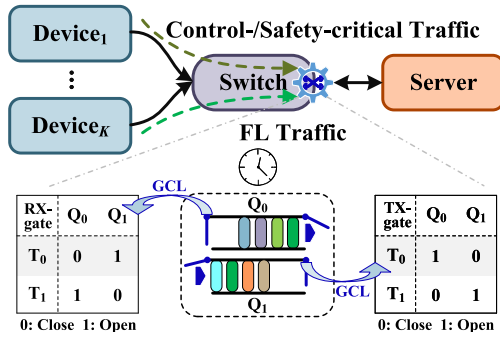 Device1
Control-/Safety-critical Traffic
Switch
Server
DeviceK
FL Traffic
GCL
RX-gate Q0 Q1
T0 0 1
T1 1 0
0: Close 1: Open
Q0
Q1
GCL
TX-gate Q0 Q1
T0 1 0
T1 0 1
0: Close 1: Open